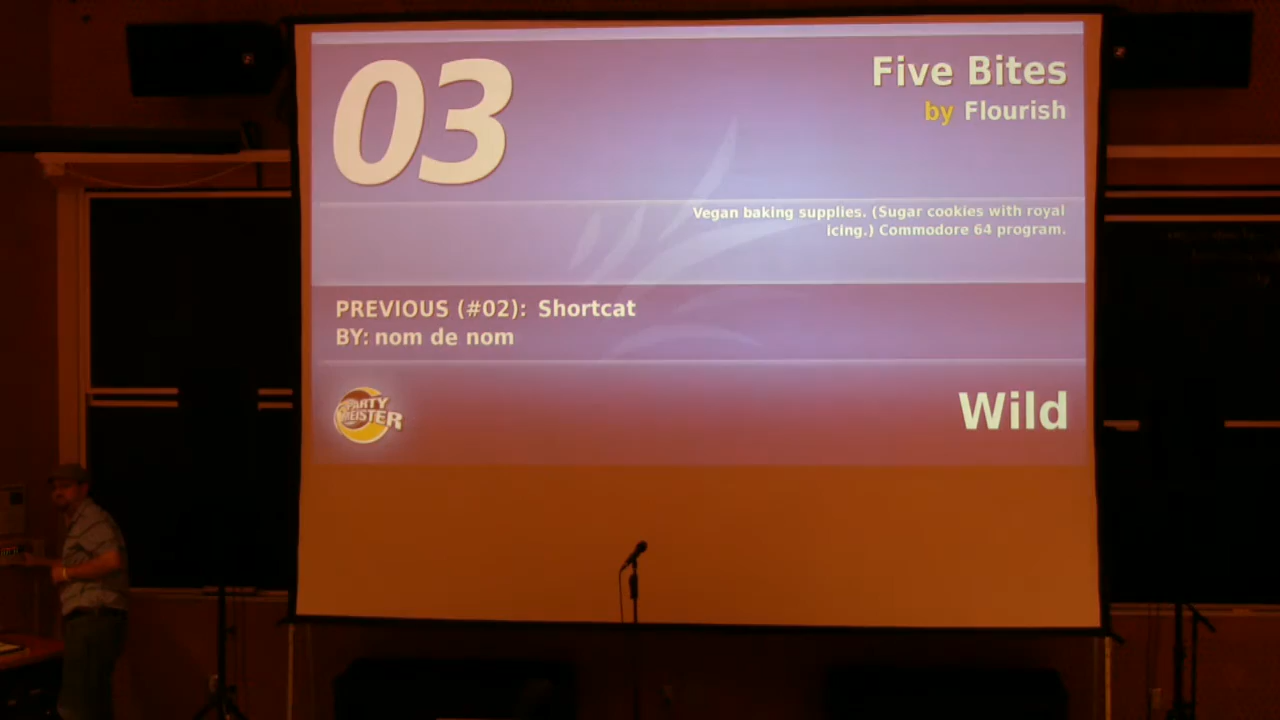 03
Five Bites
by Flourish
Vegan baking supplies. (Sugar cookies with royal
icing.) Commodore 64 program.
PREVIOUS (#02): Shortcat
BY: nom de nom
PARTY
MEISTER
Wild